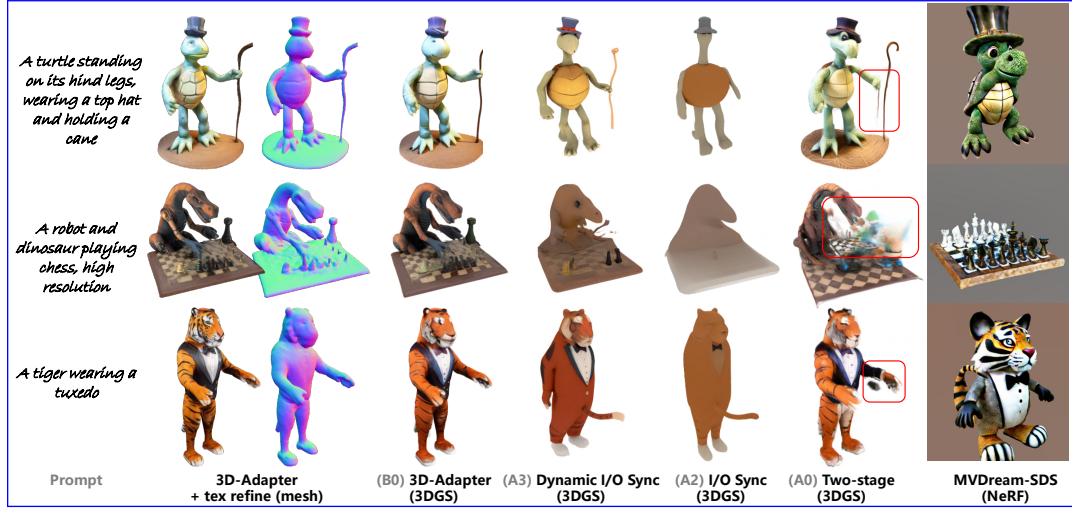 A turtle standing
on its hind legs,
wearing a top hat
and holding a
cane
A robot and
dinosaur playing
chess, high
resolution
A tiger wearing a
tuxedo
Prompt
3D-Adapter
+ tex refine (mesh)
(B0) 3D-Adapter
(3DGS)
(A3) Dynamic I/O Sync
(3DGS)
(A2) I/O Sync
(3DGS)
(A0) Two-stage
(3DGS)
MVDream-SDS
(NeRF)